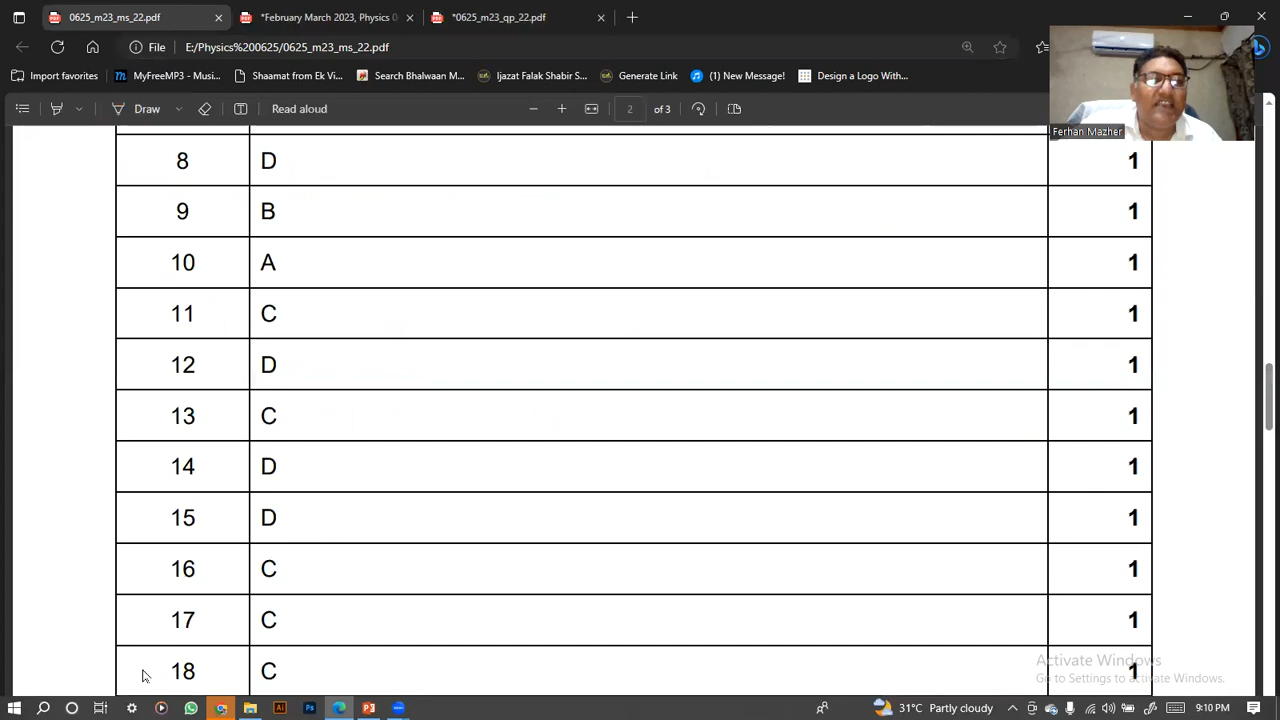 0625_m23_ms_22.pdf
*February March 2023, Physics 0
*0625_m23_qp_22.pdf
File E:/Physics%200625/0625_m23_ms_22.pdf
Import favorites
MyFreeMP3 - Musi...
Shaamat from Ek Vi...
Search Bhalwaan M...
Ijazat Falak Shabir S...
Generate Link
(1) New Message!
Design a Logo With...
Draw
Read aloud
2 of 3
Ferhan Mazher
8 D 1
9 B 1
10 A 1
11 C 1
12 D 1
13 C 1
14 D 1
15 D 1
16 C 1
17 C 1
18 C 1
Activate Windows
Go to Settings to activate Windows.
31°C Partly cloudy
9:10 PM